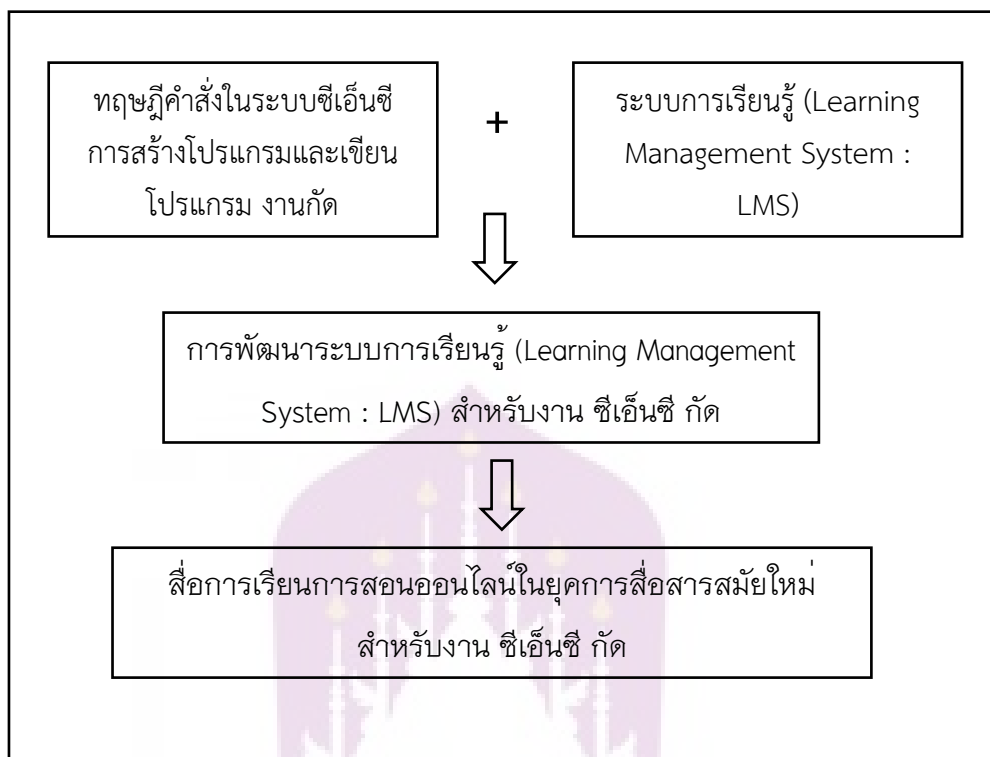 ทฤษฎีคำสั่งในระบบซีเอ็นซี
การสร้างโปรแกรมและเขียน
โปรแกรม งานกัด
+
ระบบการเรียนรู้ (Learning
Management System :
LMS)
การพัฒนาระบบการเรียนรู้ (Learning Management
System : LMS) สำหรับงาน ซีเอ็นซี กัด
สื่อการเรียนการสอนออนไลน์ในยุคการสื่อสารสมัยใหม่
สำหรับงาน ซีเอ็นซี กัด